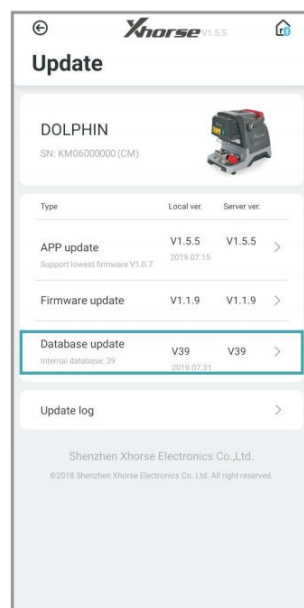 Xhorse V1.5.5
Update
DOLPHIN
SN: KM06000000(CM)
Type Local ver. Server ver.
APP update V1.5.5 V1.5.5
Support lowest firmware V1.0.7 2019.07.15
Firmware update V1.1.9 V1.1.9
Database update V39 V39
Internal database: 39 2019.07.31
Update log
Shenzhen Xhorse Electronics Co.,Ltd.
©2018 Shenzhen Xhorse Electronics Co. Ltd. All right reserved.